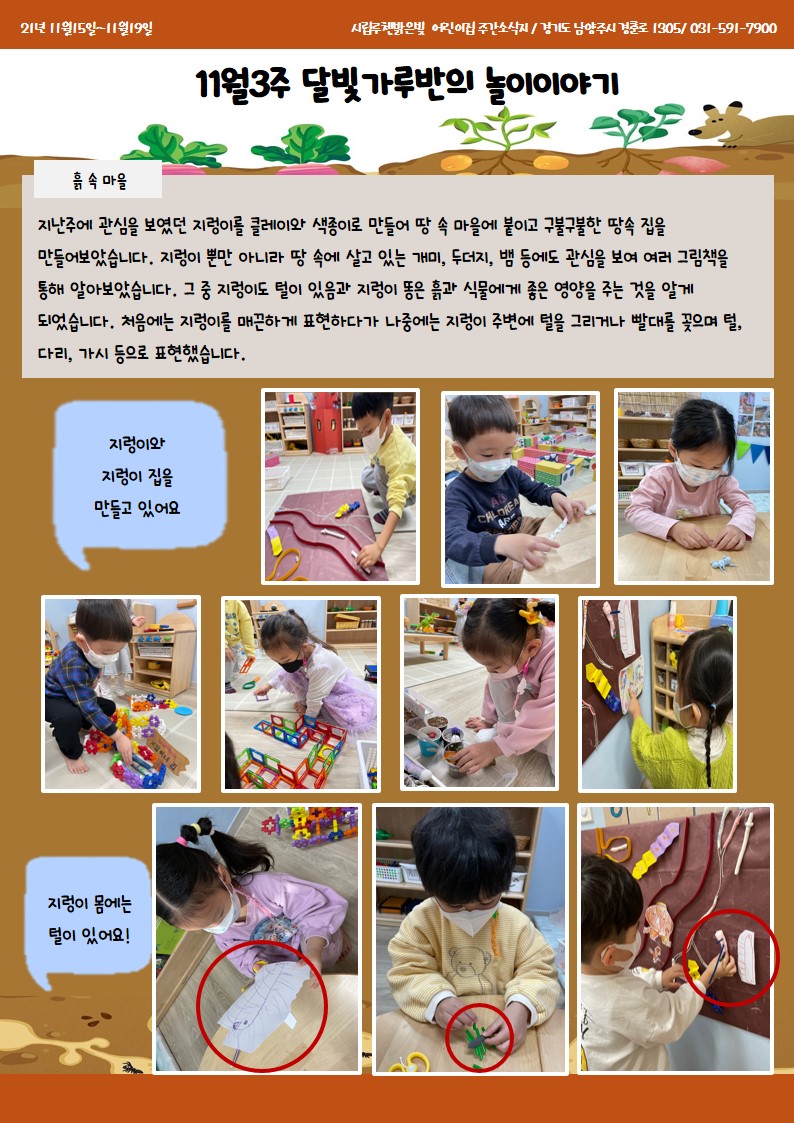 21년 11월15일~11월19일
시립루첸밝은빛 어린이집 주간소식지 / 경기도 남양주시 경춘로 1305/ 031-591-7900
11월3주 달빛가루반의 놀이이야기
흙 속 마을
지난주에 관심을 보였던 지렁이를 클레이와 색종이로 만들어 땅 속 마을에 붙이고 구불구불한 땅속 집을
만들어보았습니다. 지렁이 뿐만 아니라 땅 속에 살고 있는 개미, 두더지, 뱀 등에도 관심을 보여 여러 그림책을
통해 알아보았습니다. 그 중 지렁이도 털이 있음과 지렁이 똥은 흙과 식물에게 좋은 영양을 주는 것을 알게
되었습니다. 처음에는 지렁이를 매끈하게 표현하다가 나중에는 지렁이 주변에 털을 그리거나 빨대를 꽂으며 털,
다리, 가시 등으로 표현했습니다.
지렁이와
지렁이 집을
만들고 있어요
지렁이 몸에는
털이 있어요!